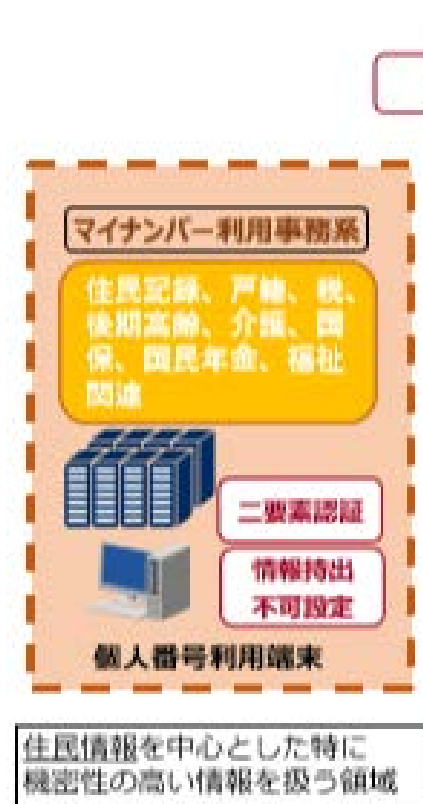 マイナンバー利用事務系
住民記録、戸籍、税、
後期高齢、介護、国
保、国民年金、福祉
関連
二要素認証
情報持出
不可設定
個人番号利用端末
住民情報を中心とした特に
機密性の高い情報を扱う領域